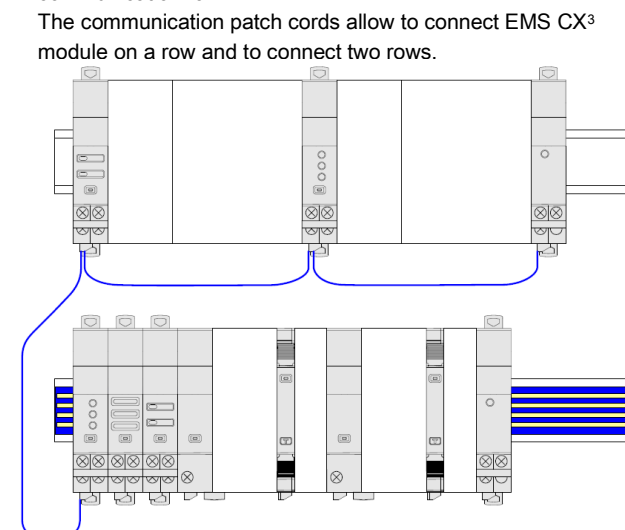 The communication patch cords allow to connect EMS CX³
module on a row and to connect two rows.